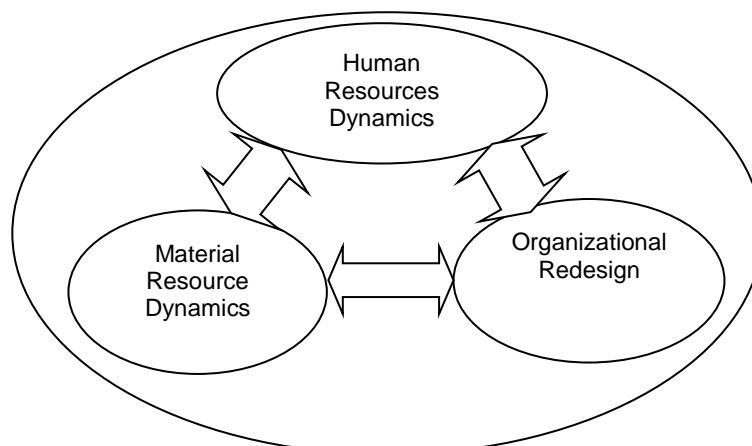 Human
Resources
Dynamics
Material
Resource
Dynamics
Organizational
Redesign